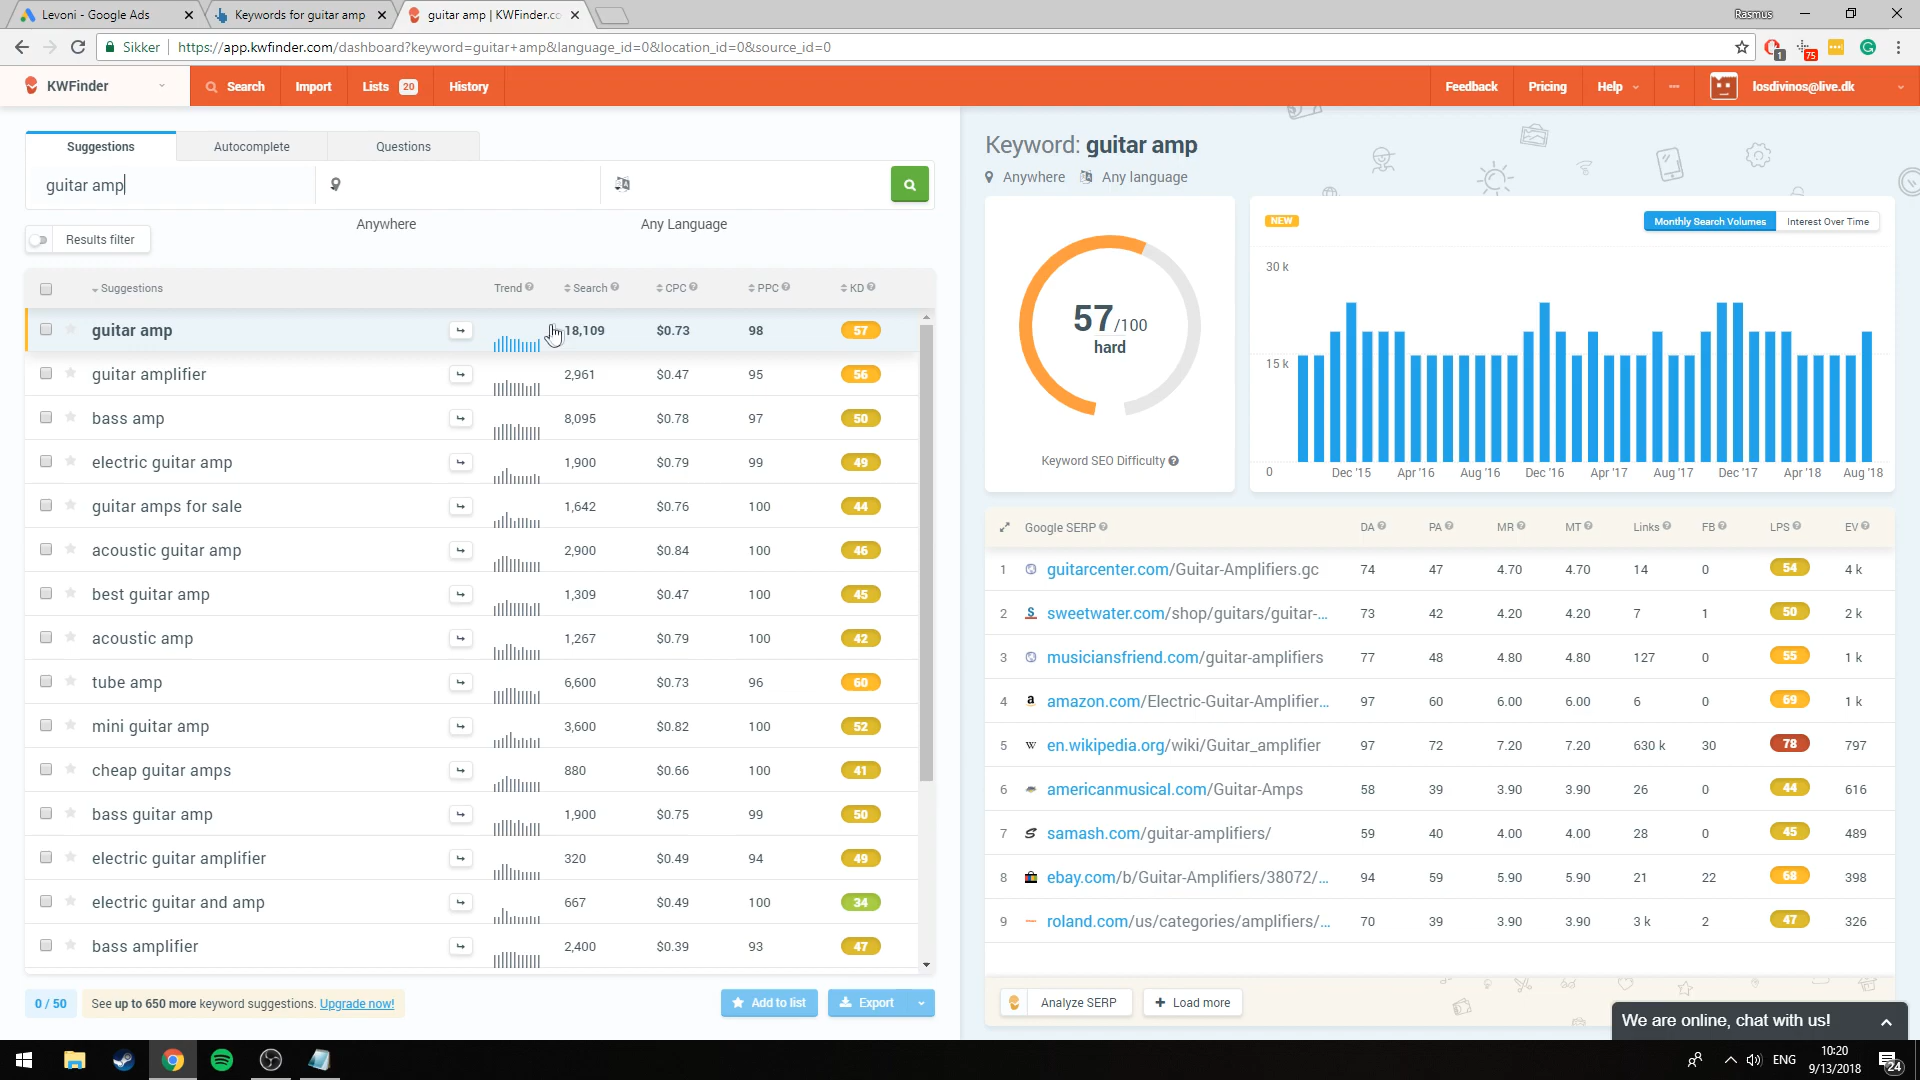 Levoni - Google Ads
Keywords for guitar amp
guitar amp | KWFinder.co
Rasmus
Sikker
https://app.kwfinder.com/dashboard?keyword=guitar+amp&language_id=0&location_id=0&source_id=0
1
75
KWFinder
Search
Import
Lists 20
History
Feedback
Pricing
Help
losdivinos@live.dk
Suggestions
Autocomplete
Questions
guitar amp
Anywhere
Any Language
Results filter
Suggestions Trend Search CPC PPC KD
guitar amp 18,109 $0.73 98 57
guitar amplifier 2,961 $0.47 95 56
bass amp 8,095 $0.78 97 50
electric guitar amp 1,900 $0.79 99 49
guitar amps for sale 1,642 $0.76 100 44
acoustic guitar amp 2,900 $0.84 100 46
best guitar amp 1,309 $0.47 100 45
acoustic amp 1,267 $0.79 100 42
tube amp 6,600 $0.73 96 60
mini guitar amp 3,600 $0.82 100 52
cheap guitar amps 880 $0.66 100 41
bass guitar amp 1,900 $0.75 99 50
electric guitar amplifier 320 $0.49 94 49
electric guitar and amp 667 $0.49 100 34
bass amplifier 2,400 $0.39 93 47
0 / 50
See up to 650 more keyword suggestions. Upgrade now!
Add to list
Export
Keyword: guitar amp
Anywhere Any language
57/100
hard
Keyword SEO Difficulty
NEW
Monthly Search Volumes
Interest Over Time
30 k
15 k
0
Dec '15 Apr '16 Aug '16 Dec '16 Apr '17 Aug '17 Dec '17 Apr '18 Aug '18
Google SERP DA PA MR MT Links FB LPS EV
1 guitarcenter.com/Guitar-Amplifiers.gc 74 47 4.70 4.70 14 0 54 4 k
2 sweetwater.com/shop/guitars/guitar-... 73 42 4.20 4.20 7 1 50 2 k
3 musiciansfriend.com/guitar-amplifiers 77 48 4.80 4.80 127 0 55 1 k
4 amazon.com/Electric-Guitar-Amplifier... 97 60 6.00 6.00 6 0 69 1 k
5 en.wikipedia.org/wiki/Guitar_amplifier 97 72 7.20 7.20 630 k 30 78 797
6 americanmusical.com/Guitar-Amps 58 39 3.90 3.90 26 0 44 616
7 samash.com/guitar-amplifiers/ 59 40 4.00 4.00 28 0 45 489
8 ebay.com/b/Guitar-Amplifiers/38072/... 94 59 5.90 5.90 21 22 68 398
9 roland.com/us/categories/amplifiers/... 70 39 3.90 3.90 3 k 2 47 326
Analyze SERP
Load more
We are online, chat with us!
ENG
10:20
9/13/2018
24